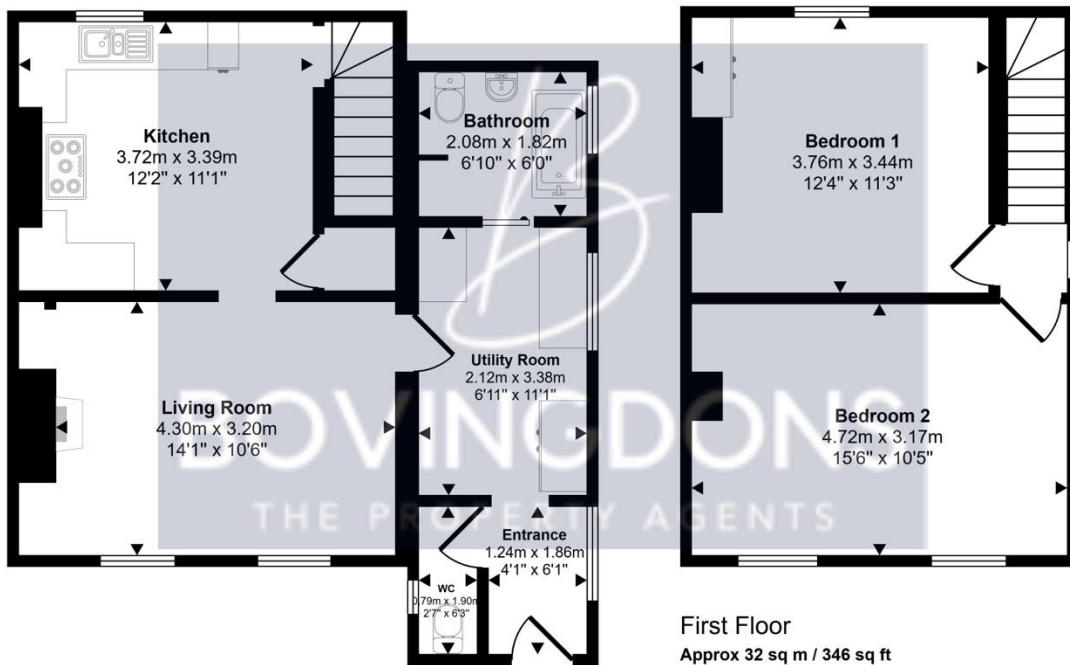 Kitchen
3.72m x 3.39m
12'2" x 11'1"
Bathroom
2.08m x 1.82m
6'10" x 6'0"
Bedroom 1
3.76m x 3.44m
12'4" x 11'3"
Utility Room
2.12m x 3.38m
6'11" x 11'1"
Living Room
4.30m x 3.20m
14'1" x 10'6"
Bedroom 2
4.72m x 3.17m
15'6" x 10'5"
B
BOVINGDONS
THE PROPERTY AGENTS
Entrance
1.24m x 1.86m
4'1" x 6'1"
WC
0.79m x 1.90m
2'7" x 6'3"
First Floor
Approx 32 sq m / 346 sq ft